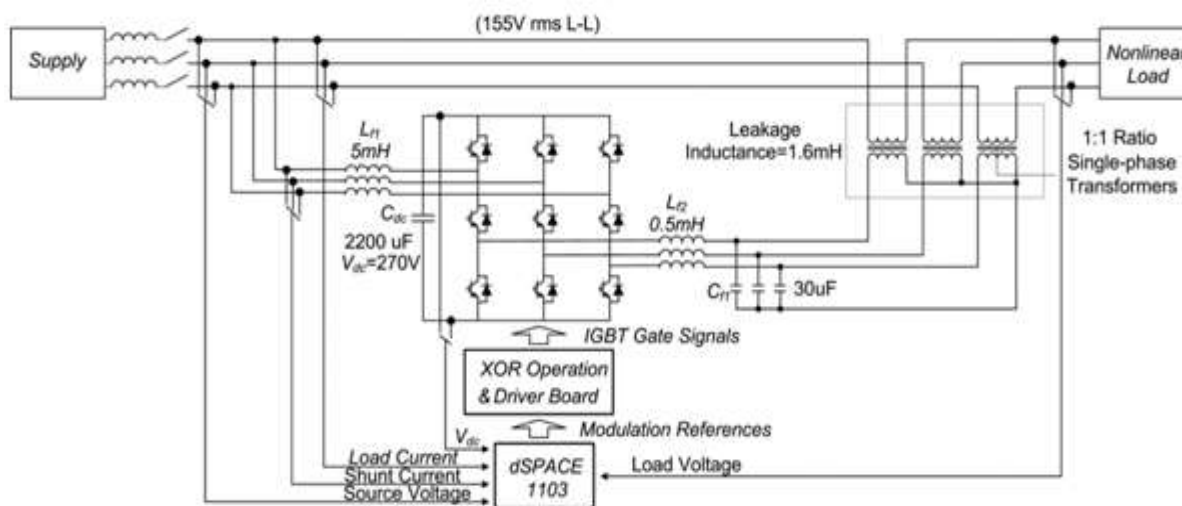 (155V rms L-L)
Supply
Nonlinear
Load
Leakage
Inductance=1.6mH
1:1 Ratio
Single-phase
Transformers
Lf1
5mH
Cdc
2200 uF
Vdc=270V
Lf2
0.5mH
Cf1
30uF
IGBT Gate Signals
XOR Operation
& Driver Board
Modulation References
Vdc
Load Current
Shunt Current
Source Voltage
dSPACE
1103
Load Voltage